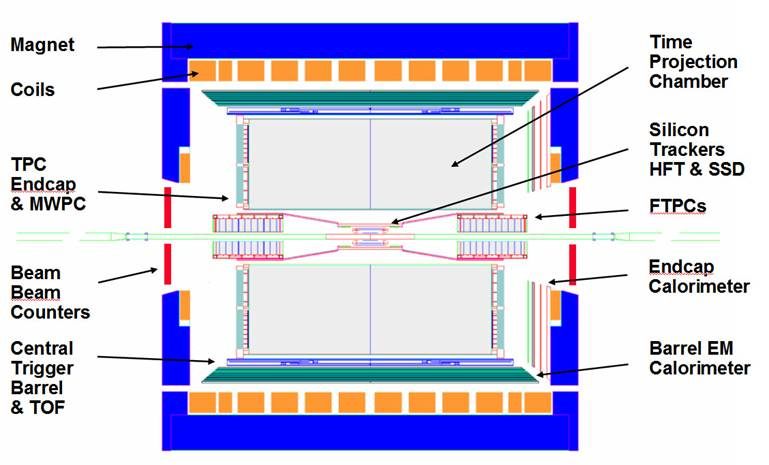 Magnet
Coils
TPC
Endcap
& MWPC
Beam
Beam
Counters
Central
Trigger
Barrel
& TOF
Time
Projection
Chamber
Silicon
Trackers
HFT & SSD
FTPCs
Endcap
Calorimeter
Barrel EM
Calorimeter